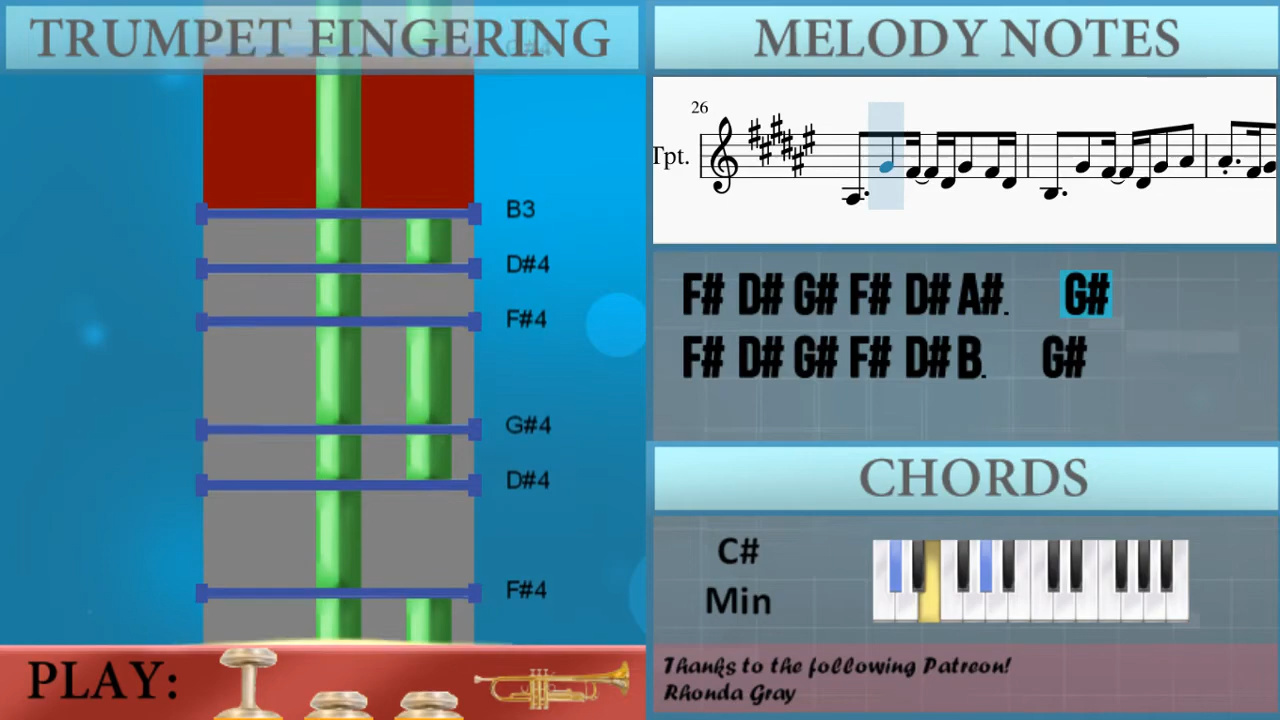 TRUMPET FINGERING
B3
D#4
F#4
G#4
D#4
F#4
PLAY:
MELODY NOTES
26
Tpt.
F# D# G# F# D# A#. G#
F# D# G# F# D# B. G#
CHORDS
C#
Min
Thanks to the following Patreon!
Rhonda Gray